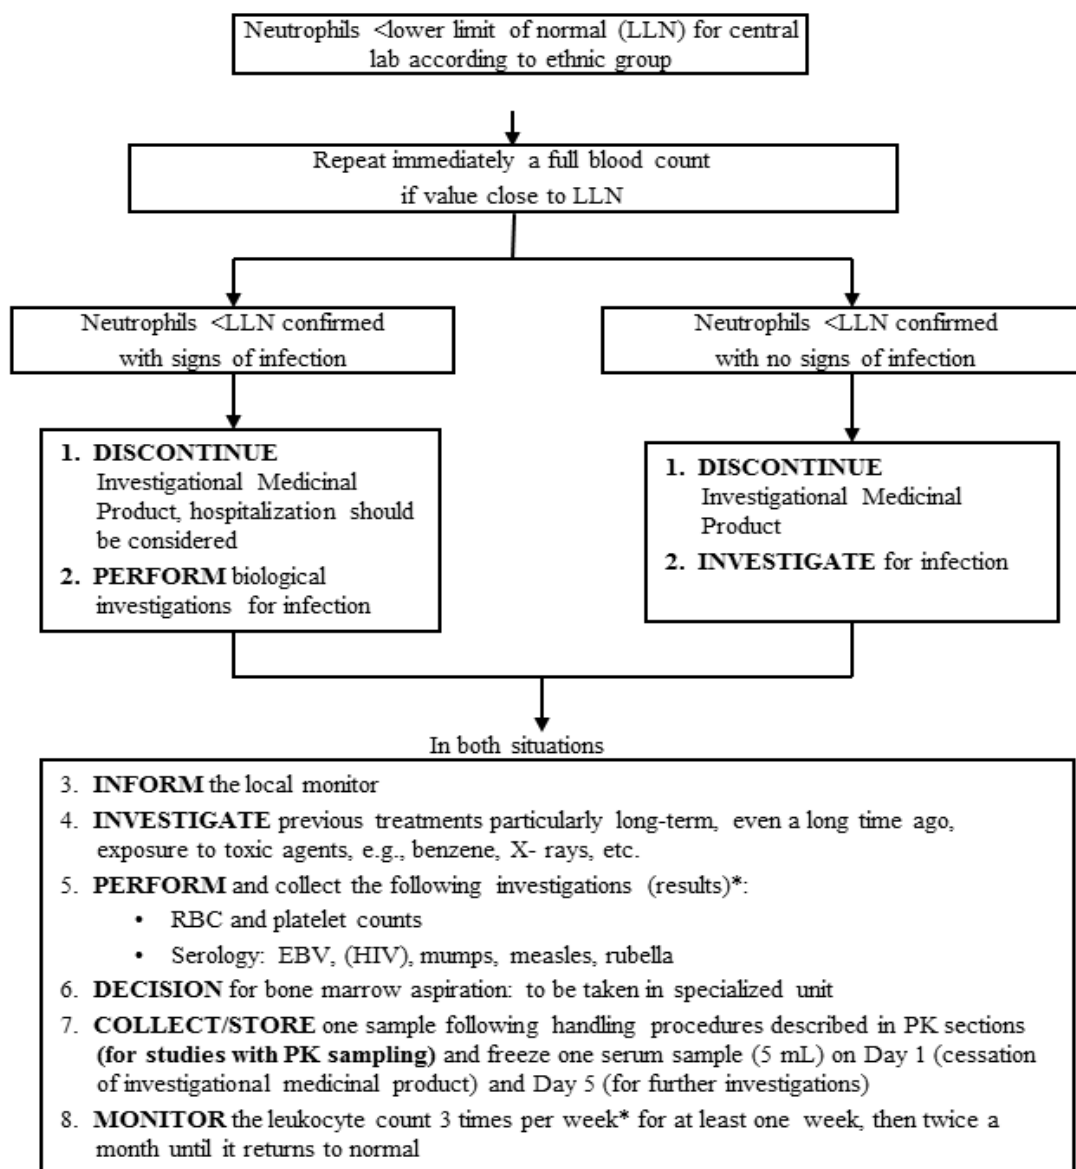 Neutrophils <lower limit of normal (LLN) for central
lab according to ethnic group
Repeat immediately a full blood count
if value close to LLN
Neutrophils <LLN confirmed
with signs of infection
Neutrophils <LLN confirmed
with no signs of infection
1. DISCONTINUE
Investigational Medicinal
Product, hospitalization should
be considered
2. PERFORM biological
investigations for infection
1. DISCONTINUE
Investigational Medicinal
Product
2. INVESTIGATE for infection
In both situations
3. INFORM the local monitor
4. INVESTIGATE previous treatments particularly long-term, even a long time ago,
exposure to toxic agents, e.g., benzene, X- rays, etc.
5. PERFORM and collect the following investigations (results)*:
• RBC and platelet counts
• Serology: EBV, (HIV), mumps, measles, rubella
6. DECISION for bone marrow aspiration: to be taken in specialized unit
7. COLLECT/STORE one sample following handling procedures described in PK sections
(for studies with PK sampling) and freeze one serum sample (5 mL) on Day 1 (cessation
of investigational medicinal product) and Day 5 (for further investigations)
8. MONITOR the leukocyte count 3 times per week* for at least one week, then twice a
month until it returns to normal